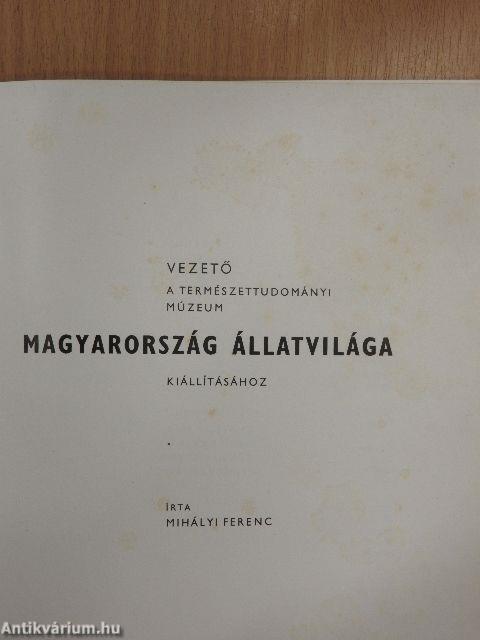 VEZETŐ
A TERMÉSZETTUDOMÁNYI
MÚZEUM
MAGYARORSZÁG ÁLLATVILÁGA
KIÁLLÍTÁSÁHOZ
ÍRTA
MIHÁLYI FERENC
Antikvárium.hu